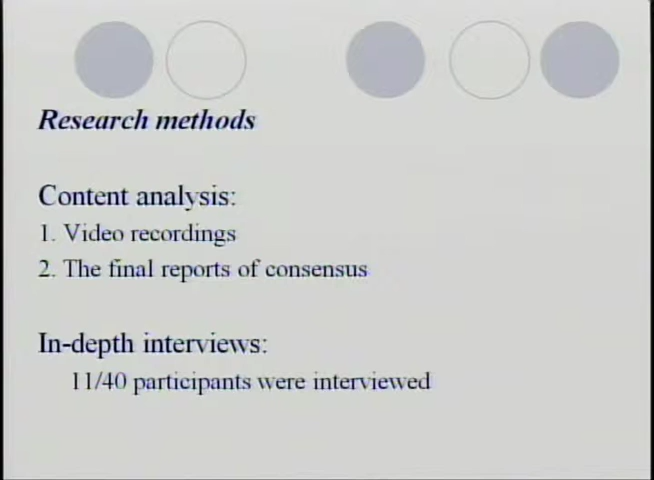 Research methods
Content analysis:
1. Video recordings
2. The final reports of consensus
In-depth interviews:
11/40 participants were interviewed